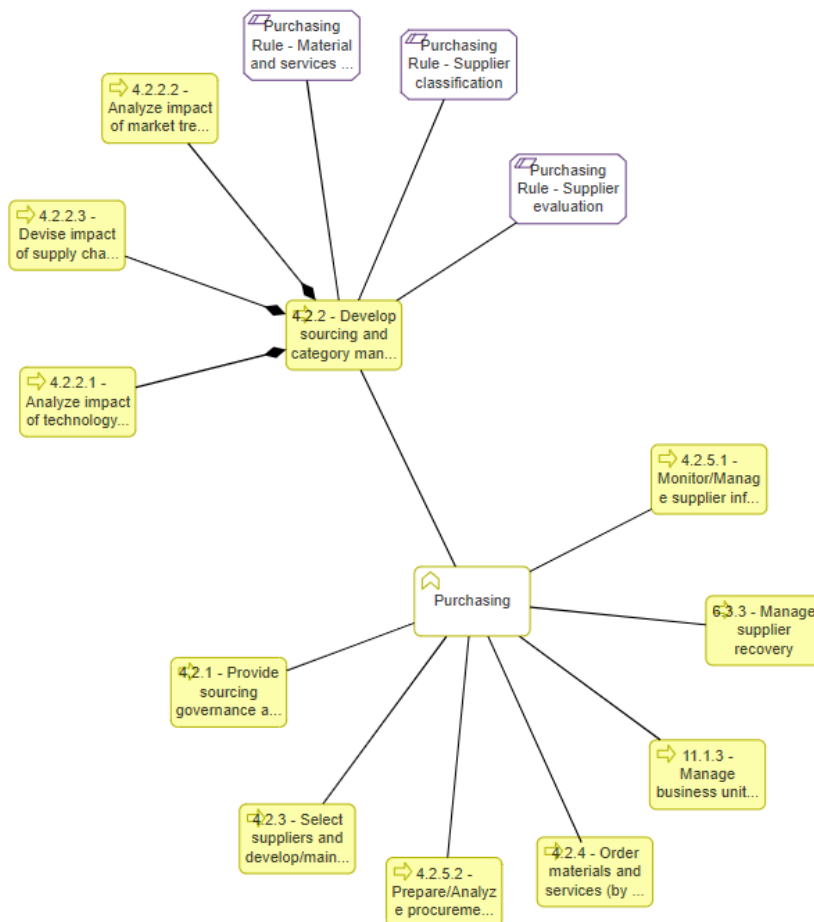 Purchasing
Rule - Material
and services ...
Purchasing
Rule - Supplier
classification
4.2.2.2 -
Analyze impact
of market tre...
Purchasing
Rule - Supplier
evaluation
4.2.2.3 -
Devise impact
of supply cha...
4.2.2 - Develop
sourcing and
category man...
4.2.2.1 -
Analyze impact
of technology...
4.2.5.1 -
Monitor/Manag
e supplier inf...
Purchasing
6.3.3 - Manage
supplier
recovery
4.2.1 - Provide
sourcing
governance a...
11.1.3 -
Manage
business unit...
4.2.3 - Select
suppliers and
develop/main...
4.2.4 - Order
materials and
services (by ...
4.2.5.2 -
Prepare/Analyz
e procureme...